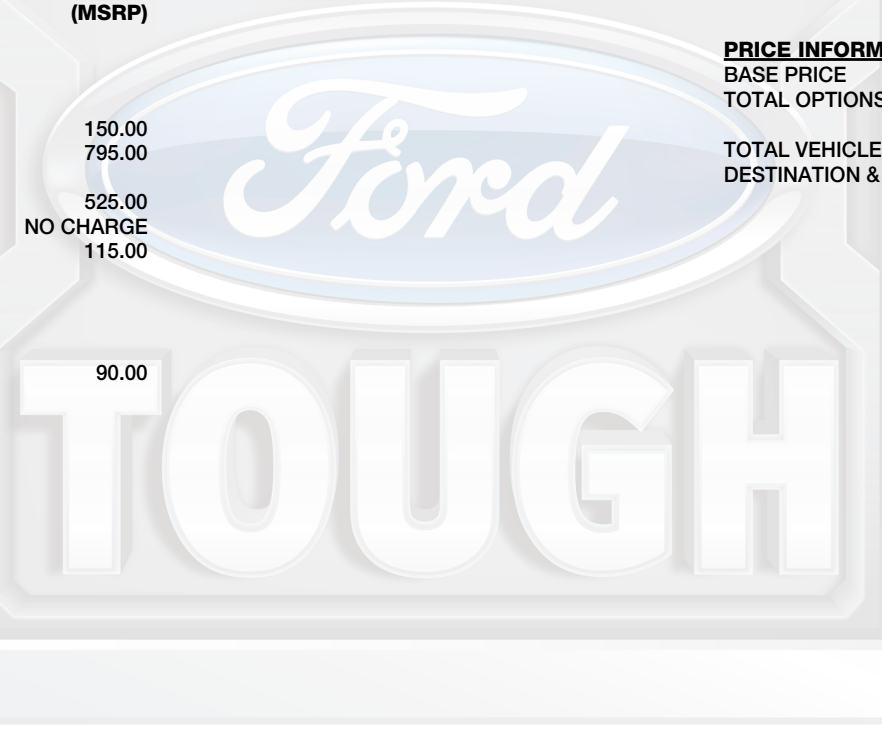 (MSRP)
150.00
795.00
525.00
NO CHARGE
115.00
90.00
PRICE INFORM
BASE PRICE
TOTAL OPTIONS
TOTAL VEHICLE
DESTINATION &
Ford
TOUGH